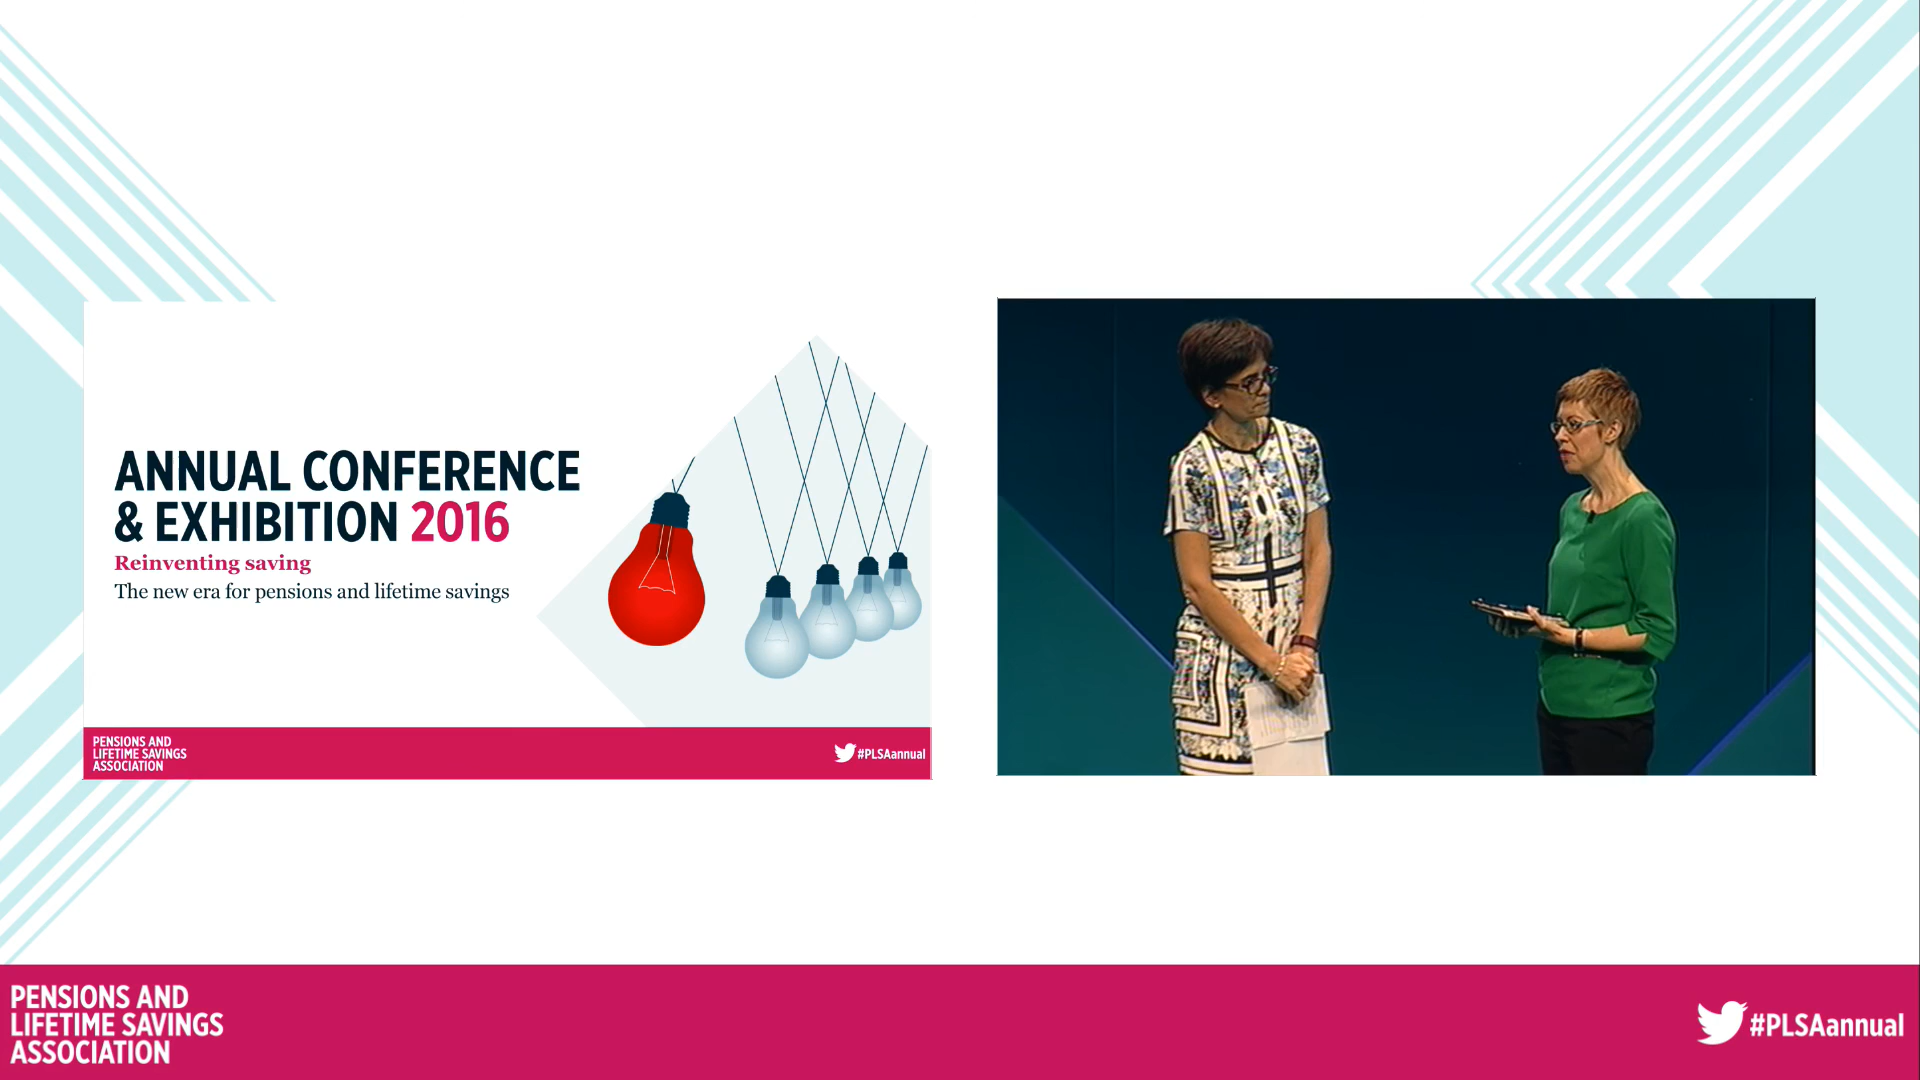 ANNUAL CONFERENCE
& EXHIBITION 2016
Reinventing saving
The new era for pensions and lifetime savings
PENSIONS AND
LIFETIME SAVINGS
ASSOCIATION
#PLSAannual
PENSIONS AND
LIFETIME SAVINGS
ASSOCIATION
#PLSAannual